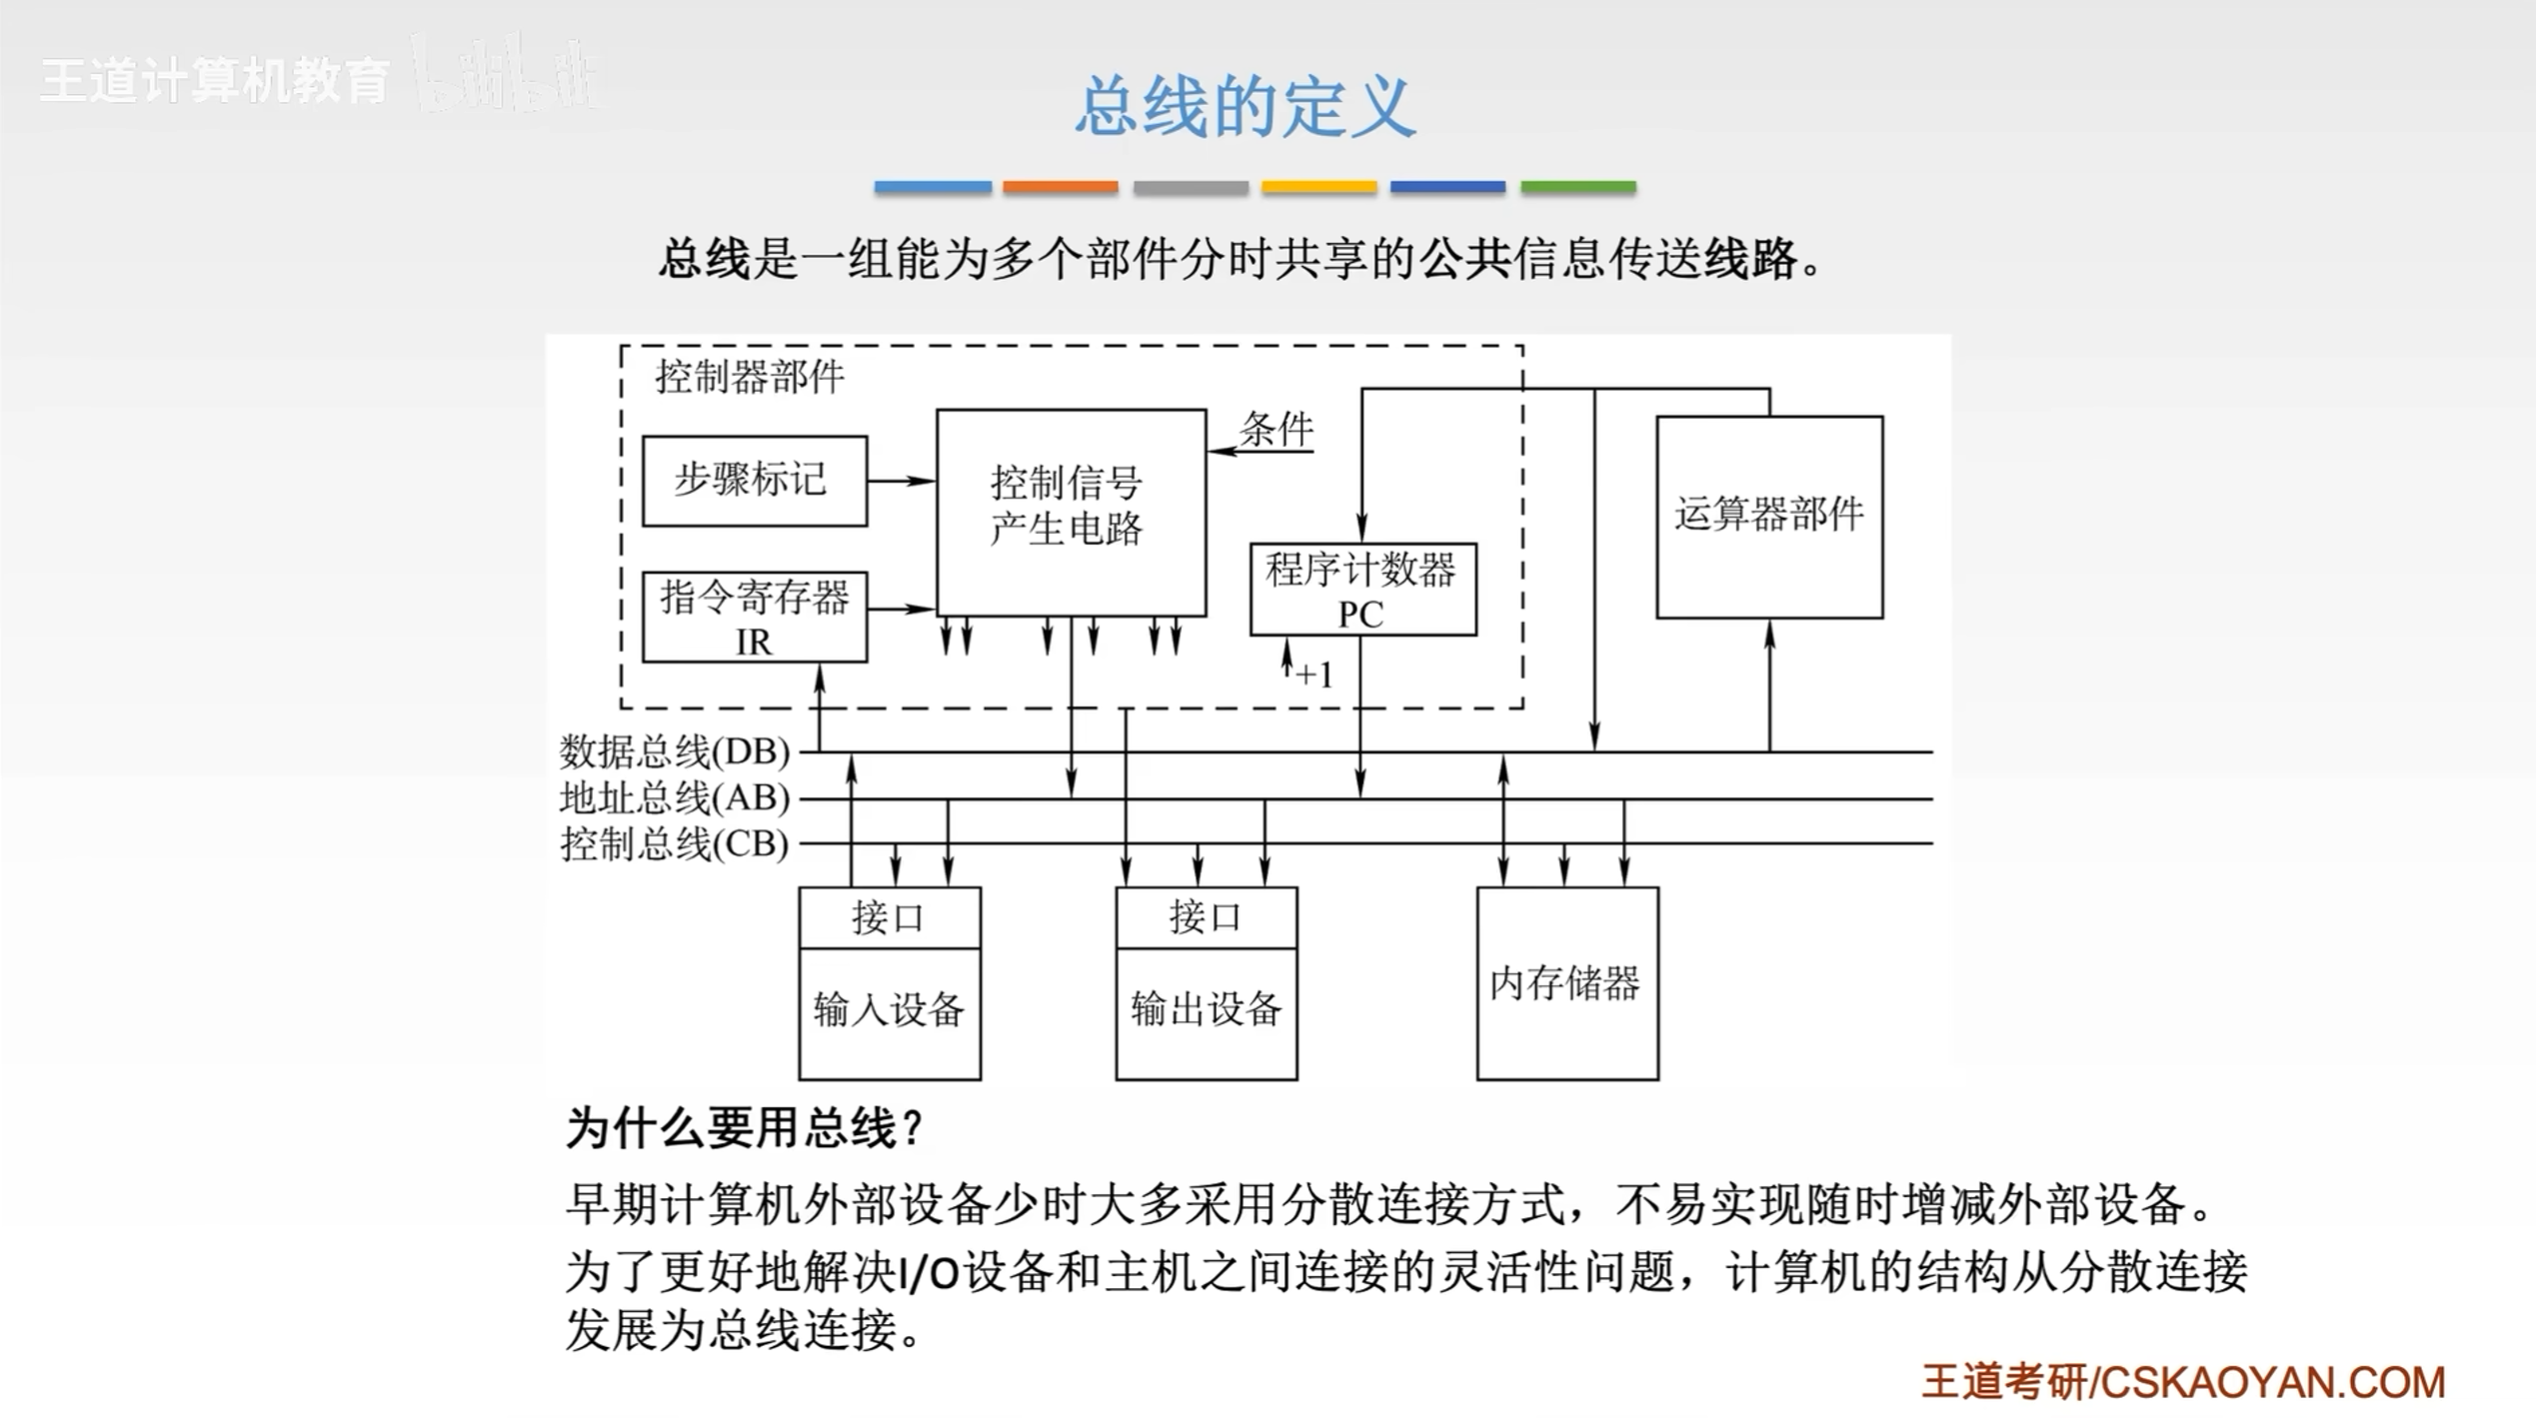 王道计算机教育 bilibili
总线的定义
总线是一组能为多个部件分时共享的公共信息传送线路。
控制器部件
步骤标记
控制信号
产生电路
条件
指令寄存器
IR
程序计数器
PC
+1
运算器部件
数据总线(DB)
地址总线(AB)
控制总线(CB)
接口
输入设备
接口
输出设备
内存储器
为什么要用总线？
早期计算机外部设备少时大多采用分散连接方式，不易实现随时增减外部设备。
为了更好地解决I/O设备和主机之间连接的灵活性问题，计算机的结构从分散连接
发展为总线连接。
王道考研/CSKAOYAN.COM